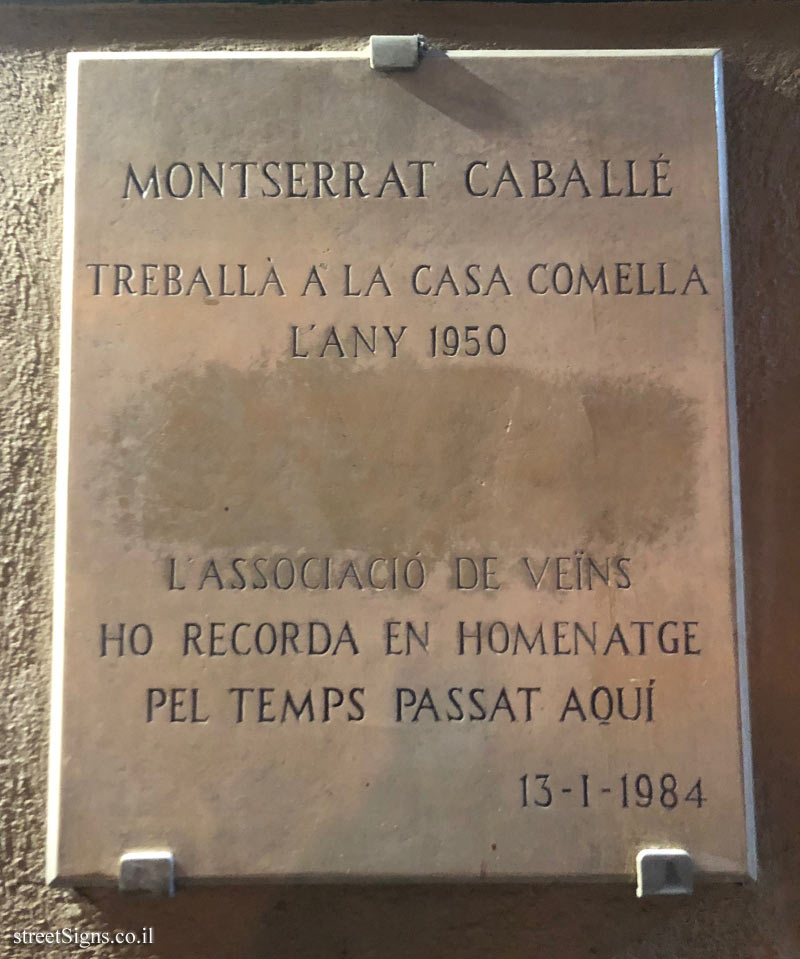 MONTSERRAT CABALLÉ
TREBALLÀ A LA CASA COMELLA
L'ANY 1950
L'ASSOCIACIÓ DE VEÏNS
HO RECORDA EN HOMENATGE
PEL TEMPS PASSAT AQUÍ
13-I-1984
streetSigns.co.il